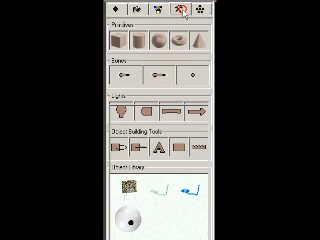 Primitives
Bones
Lights
Object Building Tools
Object Library